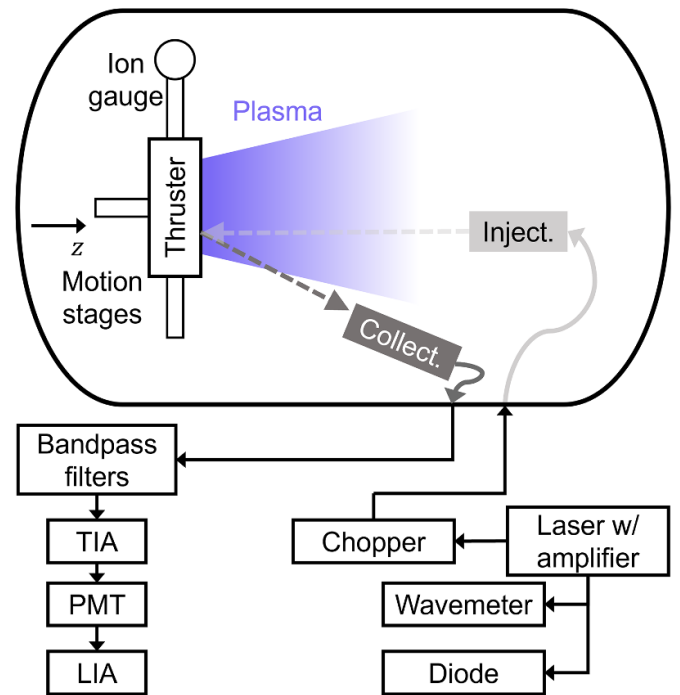 Ion
gauge
Plasma
Thruster
Inject.
z
Motion
stages
Collect.
Bandpass
filters
Laser w/
amplifier
TIA
Chopper
PMT
Wavemeter
LIA
Diode